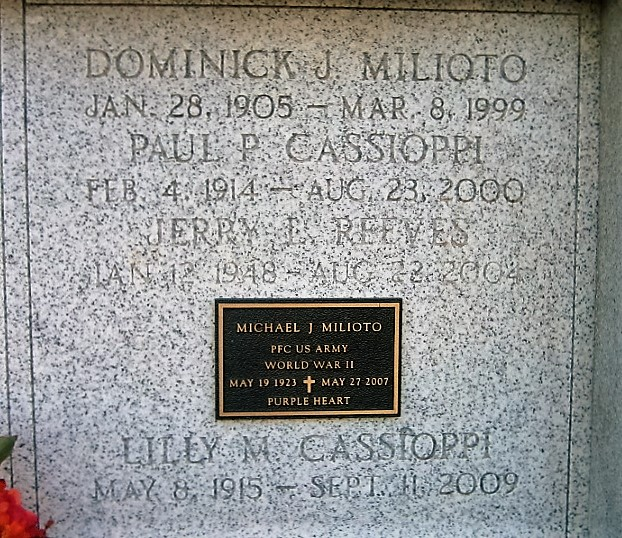 DOMINICK J. MILIOTO
JAN. 28, 1905 – MAR. 8, 1999
PAUL P. CASSIOPPI
FEB. 4, 1914 – AUG. 23, 2000
JERRY E. REEVES
JAN. 12, 1948 – AUG. 22, 2004
MICHAEL J MILIOTO
PFC US ARMY
WORLD WAR II
MAY 19 1923 ✝ MAY 27 2007
PURPLE HEART
LILLY M. CASSIOPPI
MAY 8, 1915 – SEPT. 11, 2009